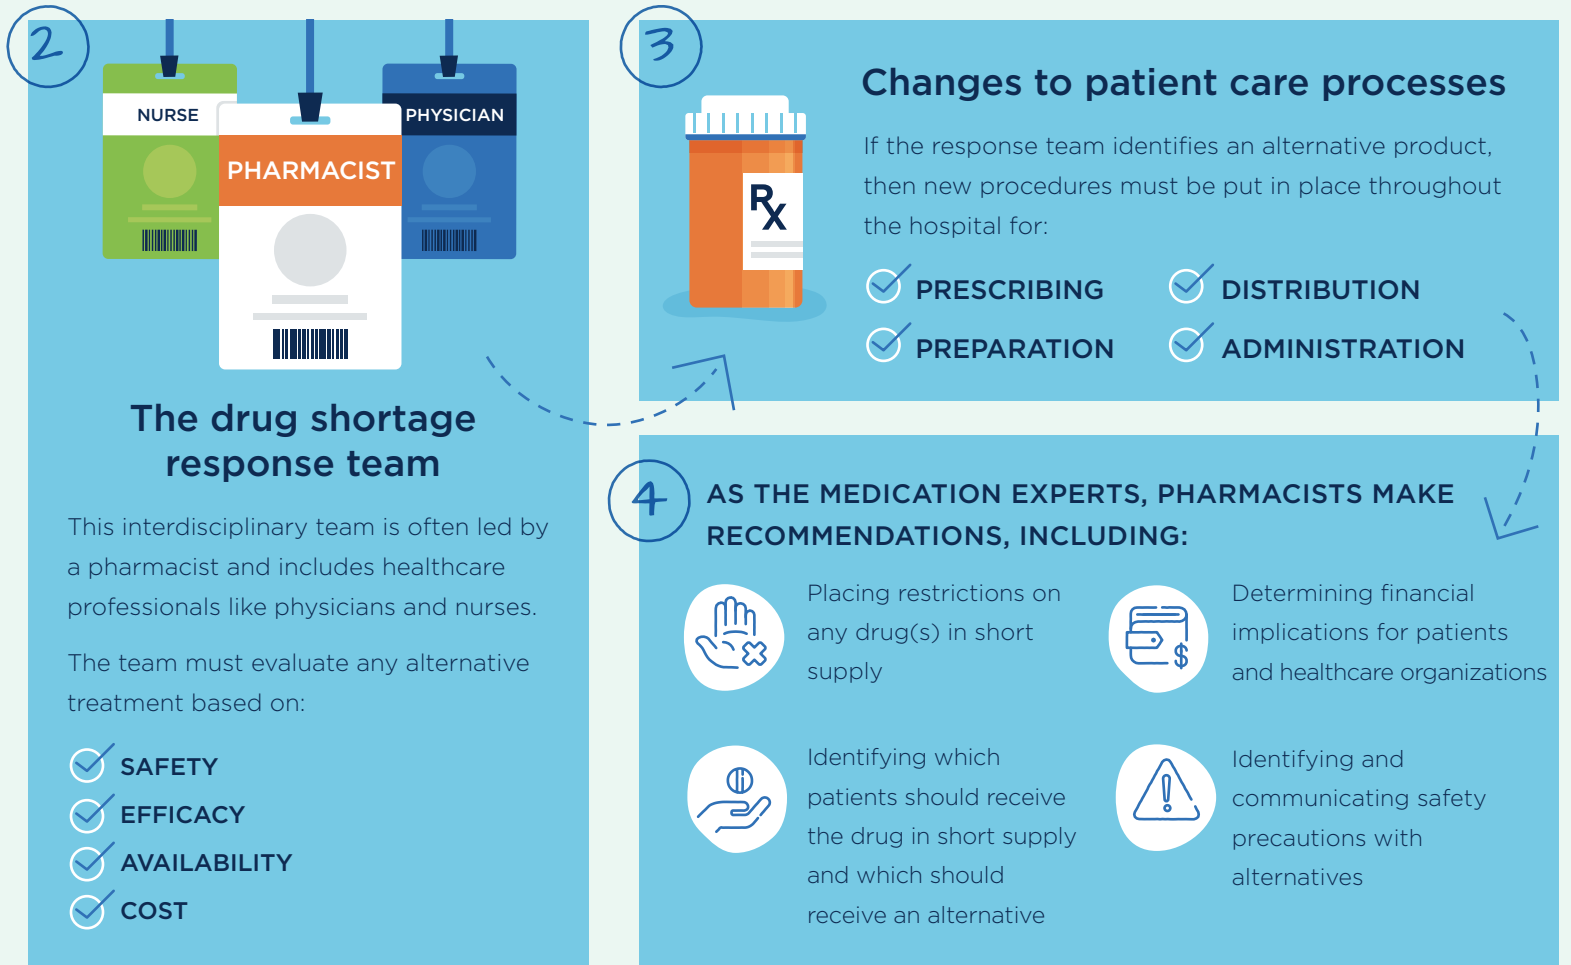 2
NURSE
PHARMACIST
PHYSICIAN
The drug shortage
response team
This interdisciplinary team is often led by
a pharmacist and includes healthcare
professionals like physicians and nurses.
The team must evaluate any alternative
treatment based on:
SAFETY
EFFICACY
AVAILABILITY
COST
3
Rx
Changes to patient care processes
If the response team identifies an alternative product,
then new procedures must be put in place throughout
the hospital for:
PRESCRIBING
DISTRIBUTION
PREPARATION
ADMINISTRATION
4
AS THE MEDICATION EXPERTS, PHARMACISTS MAKE
RECOMMENDATIONS, INCLUDING:
Placing restrictions on
any drug(s) in short
supply
Determining financial
implications for patients
and healthcare organizations
$
Identifying which
patients should receive
the drug in short supply
and which should
receive an alternative
Identifying and
communicating safety
precautions with
alternatives